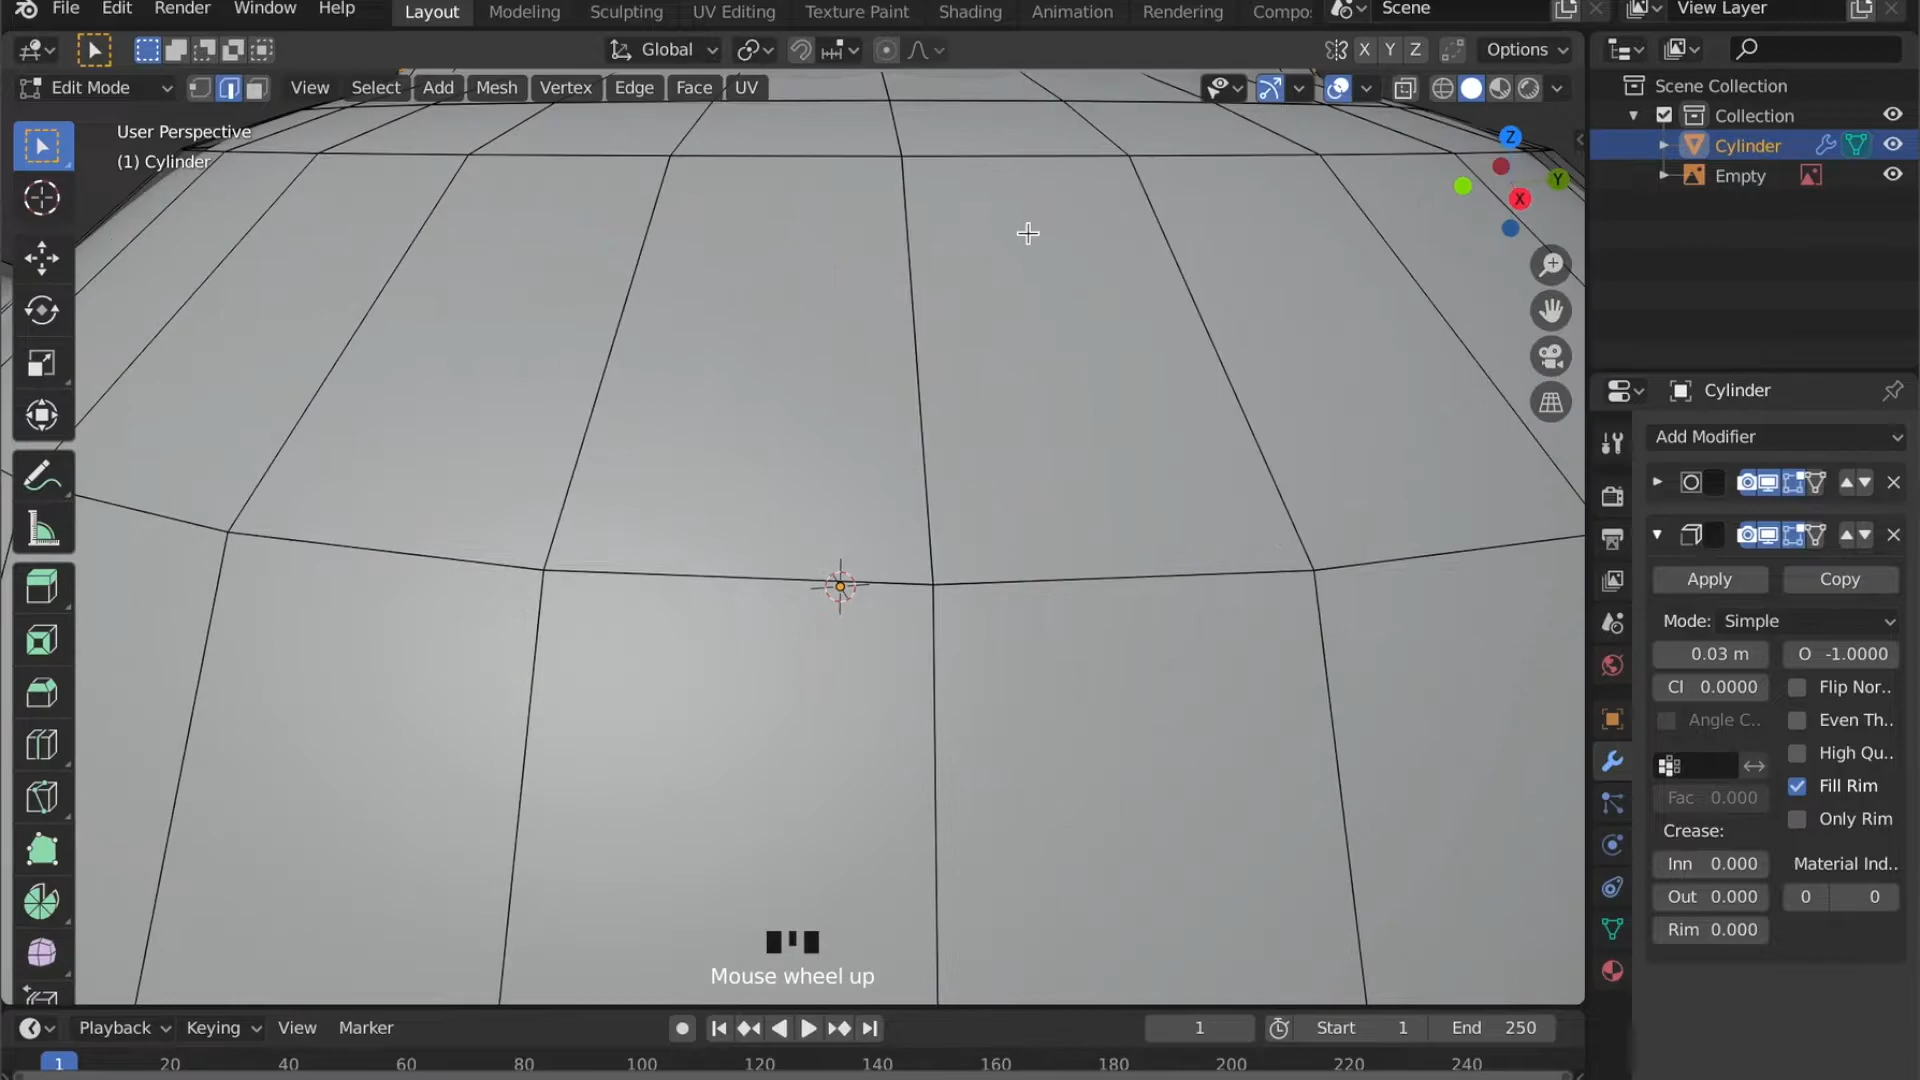 File Edit Render Window Help Layout Modeling Sculpting UV Editing Texture Paint Shading Animation Rendering Compo: Scene View Layer
Global X Y Z Options
Edit Mode View Select Add Mesh Vertex Edge Face UV
Scene Collection
Collection
Cylinder
Empty
User Perspective
(1) Cylinder
Z
Y
X
Cylinder
Add Modifier
Apply Copy
Mode: Simple
0.03 m O -1.0000
Cl 0.0000 Flip Nor..
Angle C.. Even Th..
High Qu..
Fill Rim
Fac 0.000
Only Rim
Crease:
Inn 0.000 Material Ind..
Out 0.000 0 0
Rim 0.000
Mouse wheel up
Playback Keying View Marker 1 Start 1 End 250
1 20 40 60 80 100 120 140 160 180 200 220 240